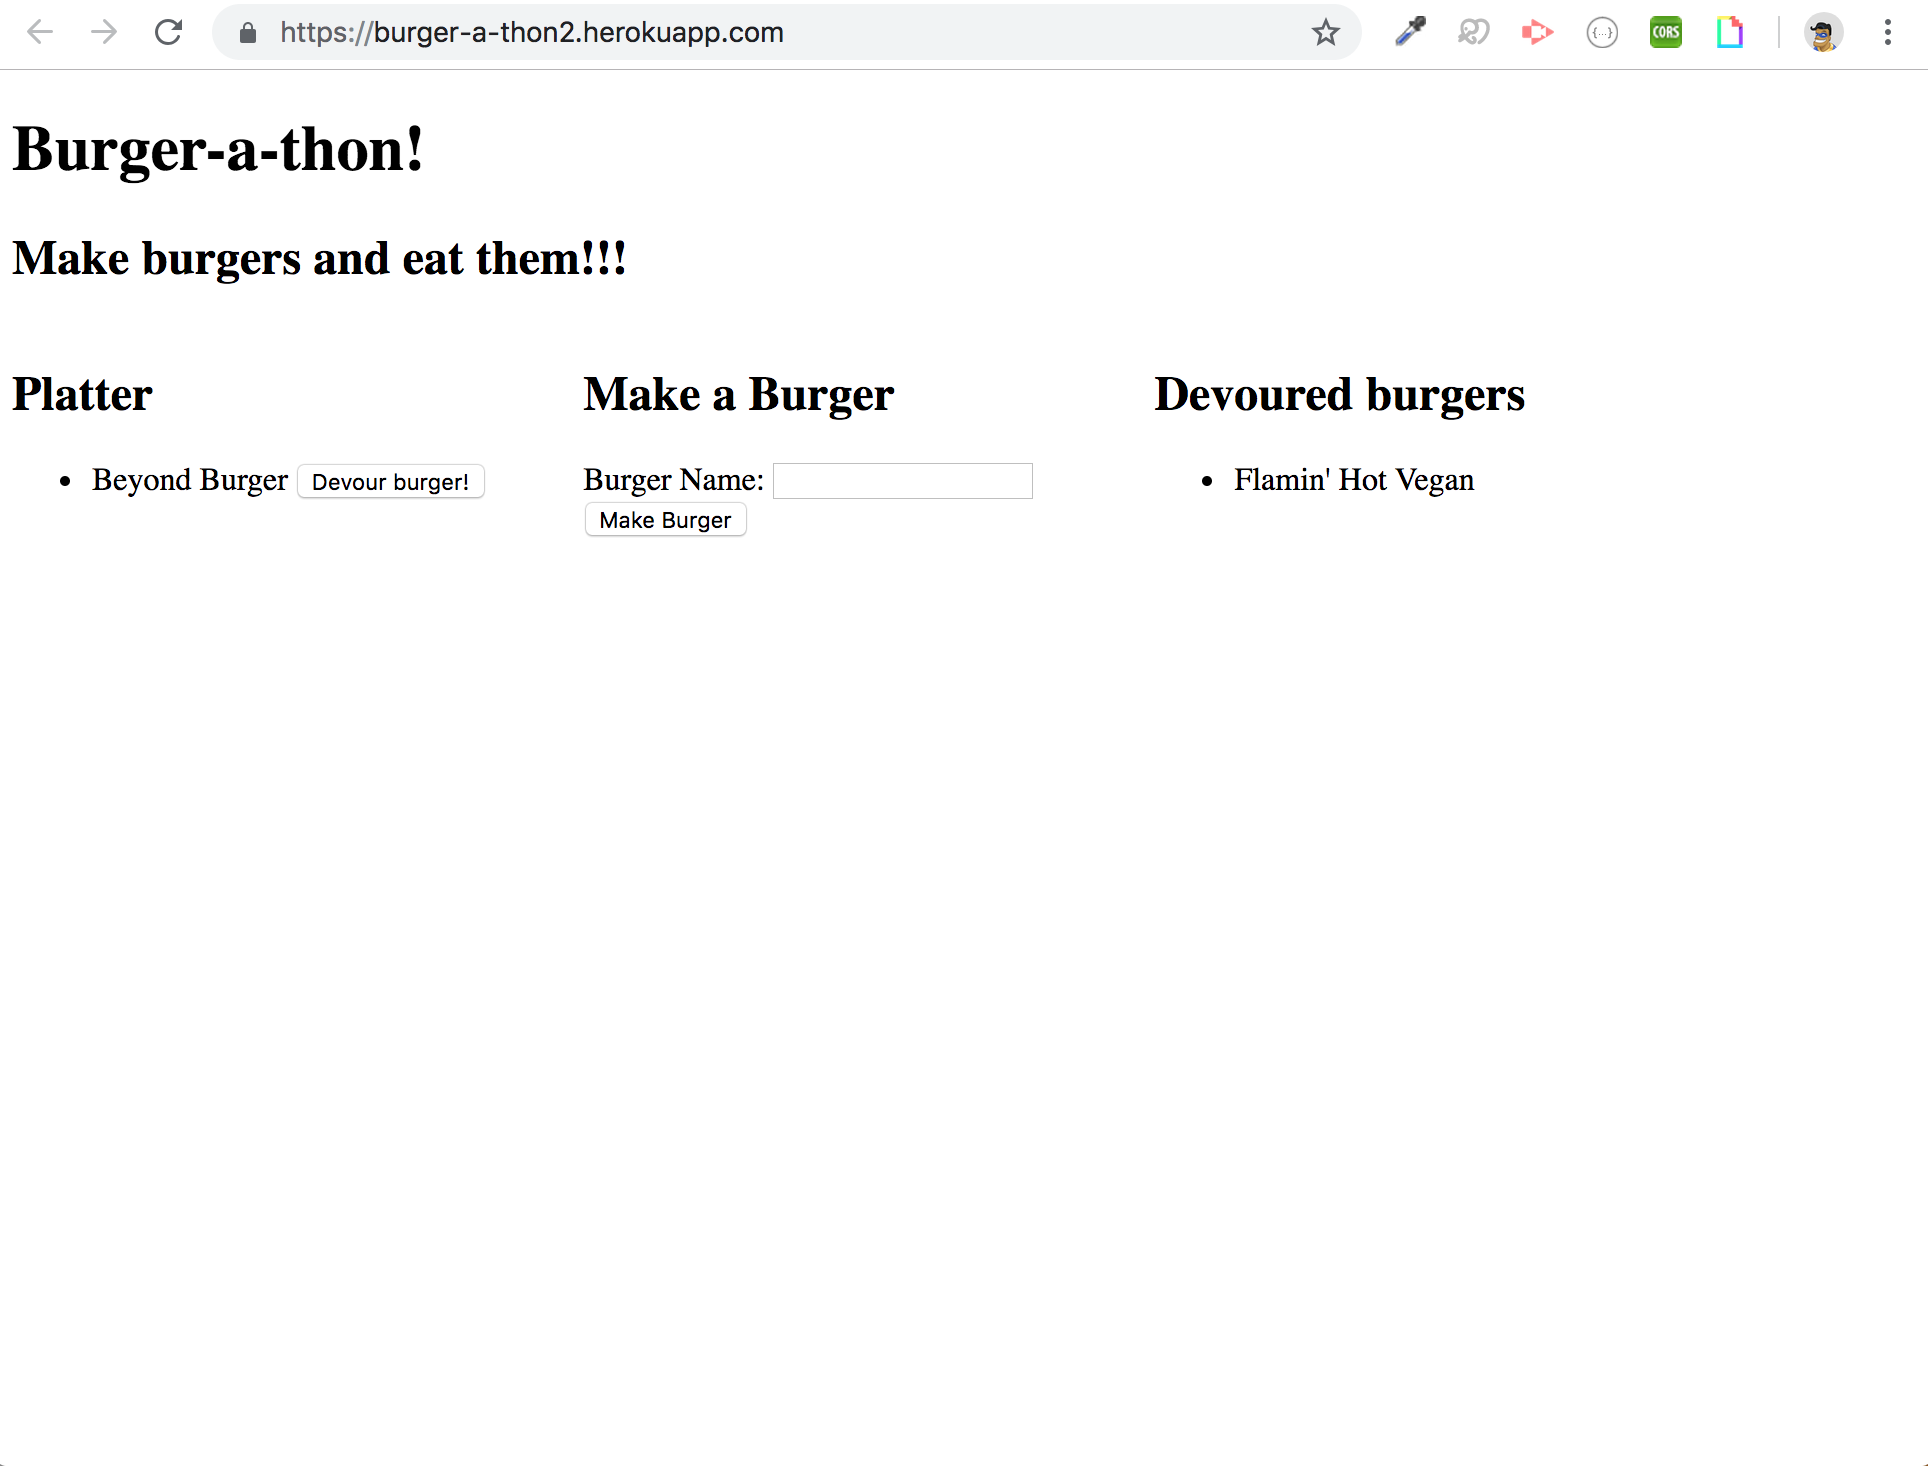 https://burger-a-thon2.herokuapp.com
{...}
CORS
Burger-a-thon!
Make burgers and eat them!!!
Platter
• Beyond Burger Devour burger!
Make a Burger
Burger Name:
Make Burger
Devoured burgers
• Flamin' Hot Vegan